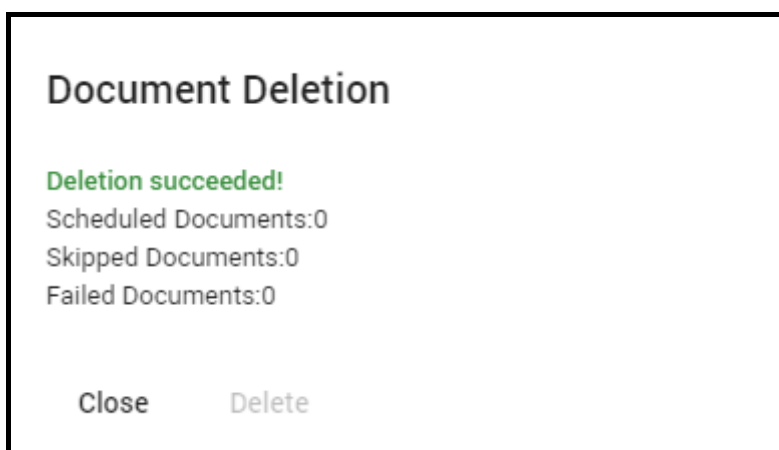 Document Deletion
Deletion succeeded!
Scheduled Documents:0
Skipped Documents:0
Failed Documents:0
Close Delete